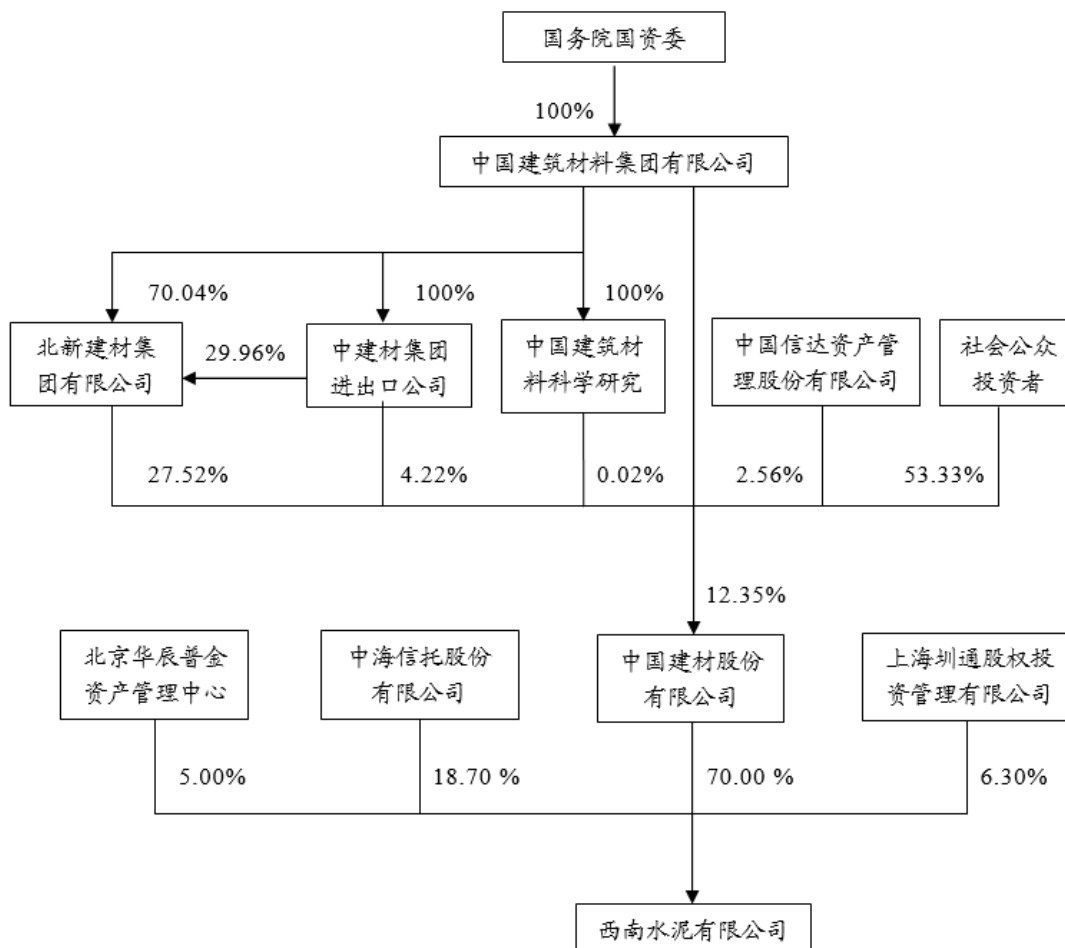 国务院国资委
100%
中国建筑材料集团有限公司
70.04%
100%
100%
北新建材集
团有限公司
29.96%
中建材集团
进出口公司
中国建筑材
料科学研究
中国信达资产管
理股份有限公司
社会公众
投资者
27.52%
4.22%
0.02%
2.56%
53.33%
12.35%
北京华辰普金
资产管理中心
中海信托股份
有限公司
中国建材股份
有限公司
上海圳通股权投
资管理有限公司
5.00%
18.70 %
70.00 %
6.30%
西南水泥有限公司